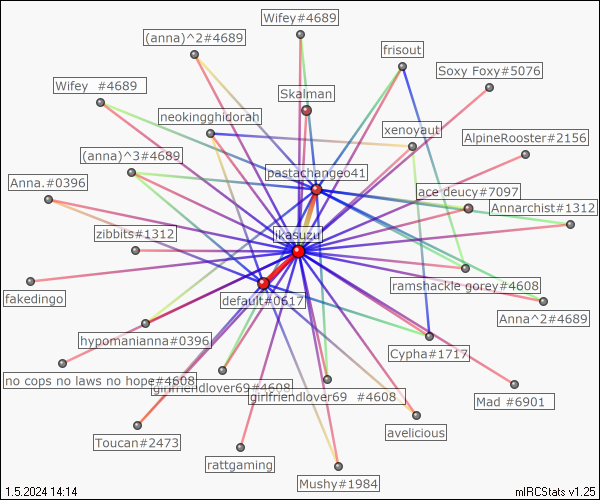 Wifey#4689
(anna)^2#4689
frisout
Soxy Foxy#5076
Wifey  #4689
Skalman
neokingghidorah
xenoyaut
AlpineRooster#2156
(anna)^3#4689
pastachangeo41
Anna.#0396
ace deucy#7097
Annarchist#1312
zibbits#1312
jkasuzu
ramshackle gorey#4608
fakedingo
default#0617
Anna^2#4689
hypomanianna#0396
Cypha#1717
no cops no laws no hope#4608
girlfriendlover69#4608
girlfriendlover69  #4608
Mad #6901
Toucan#2473
avelicious
rattgaming
Mushy#1984
1.5.2024 14:14
mIRCStats v1.25